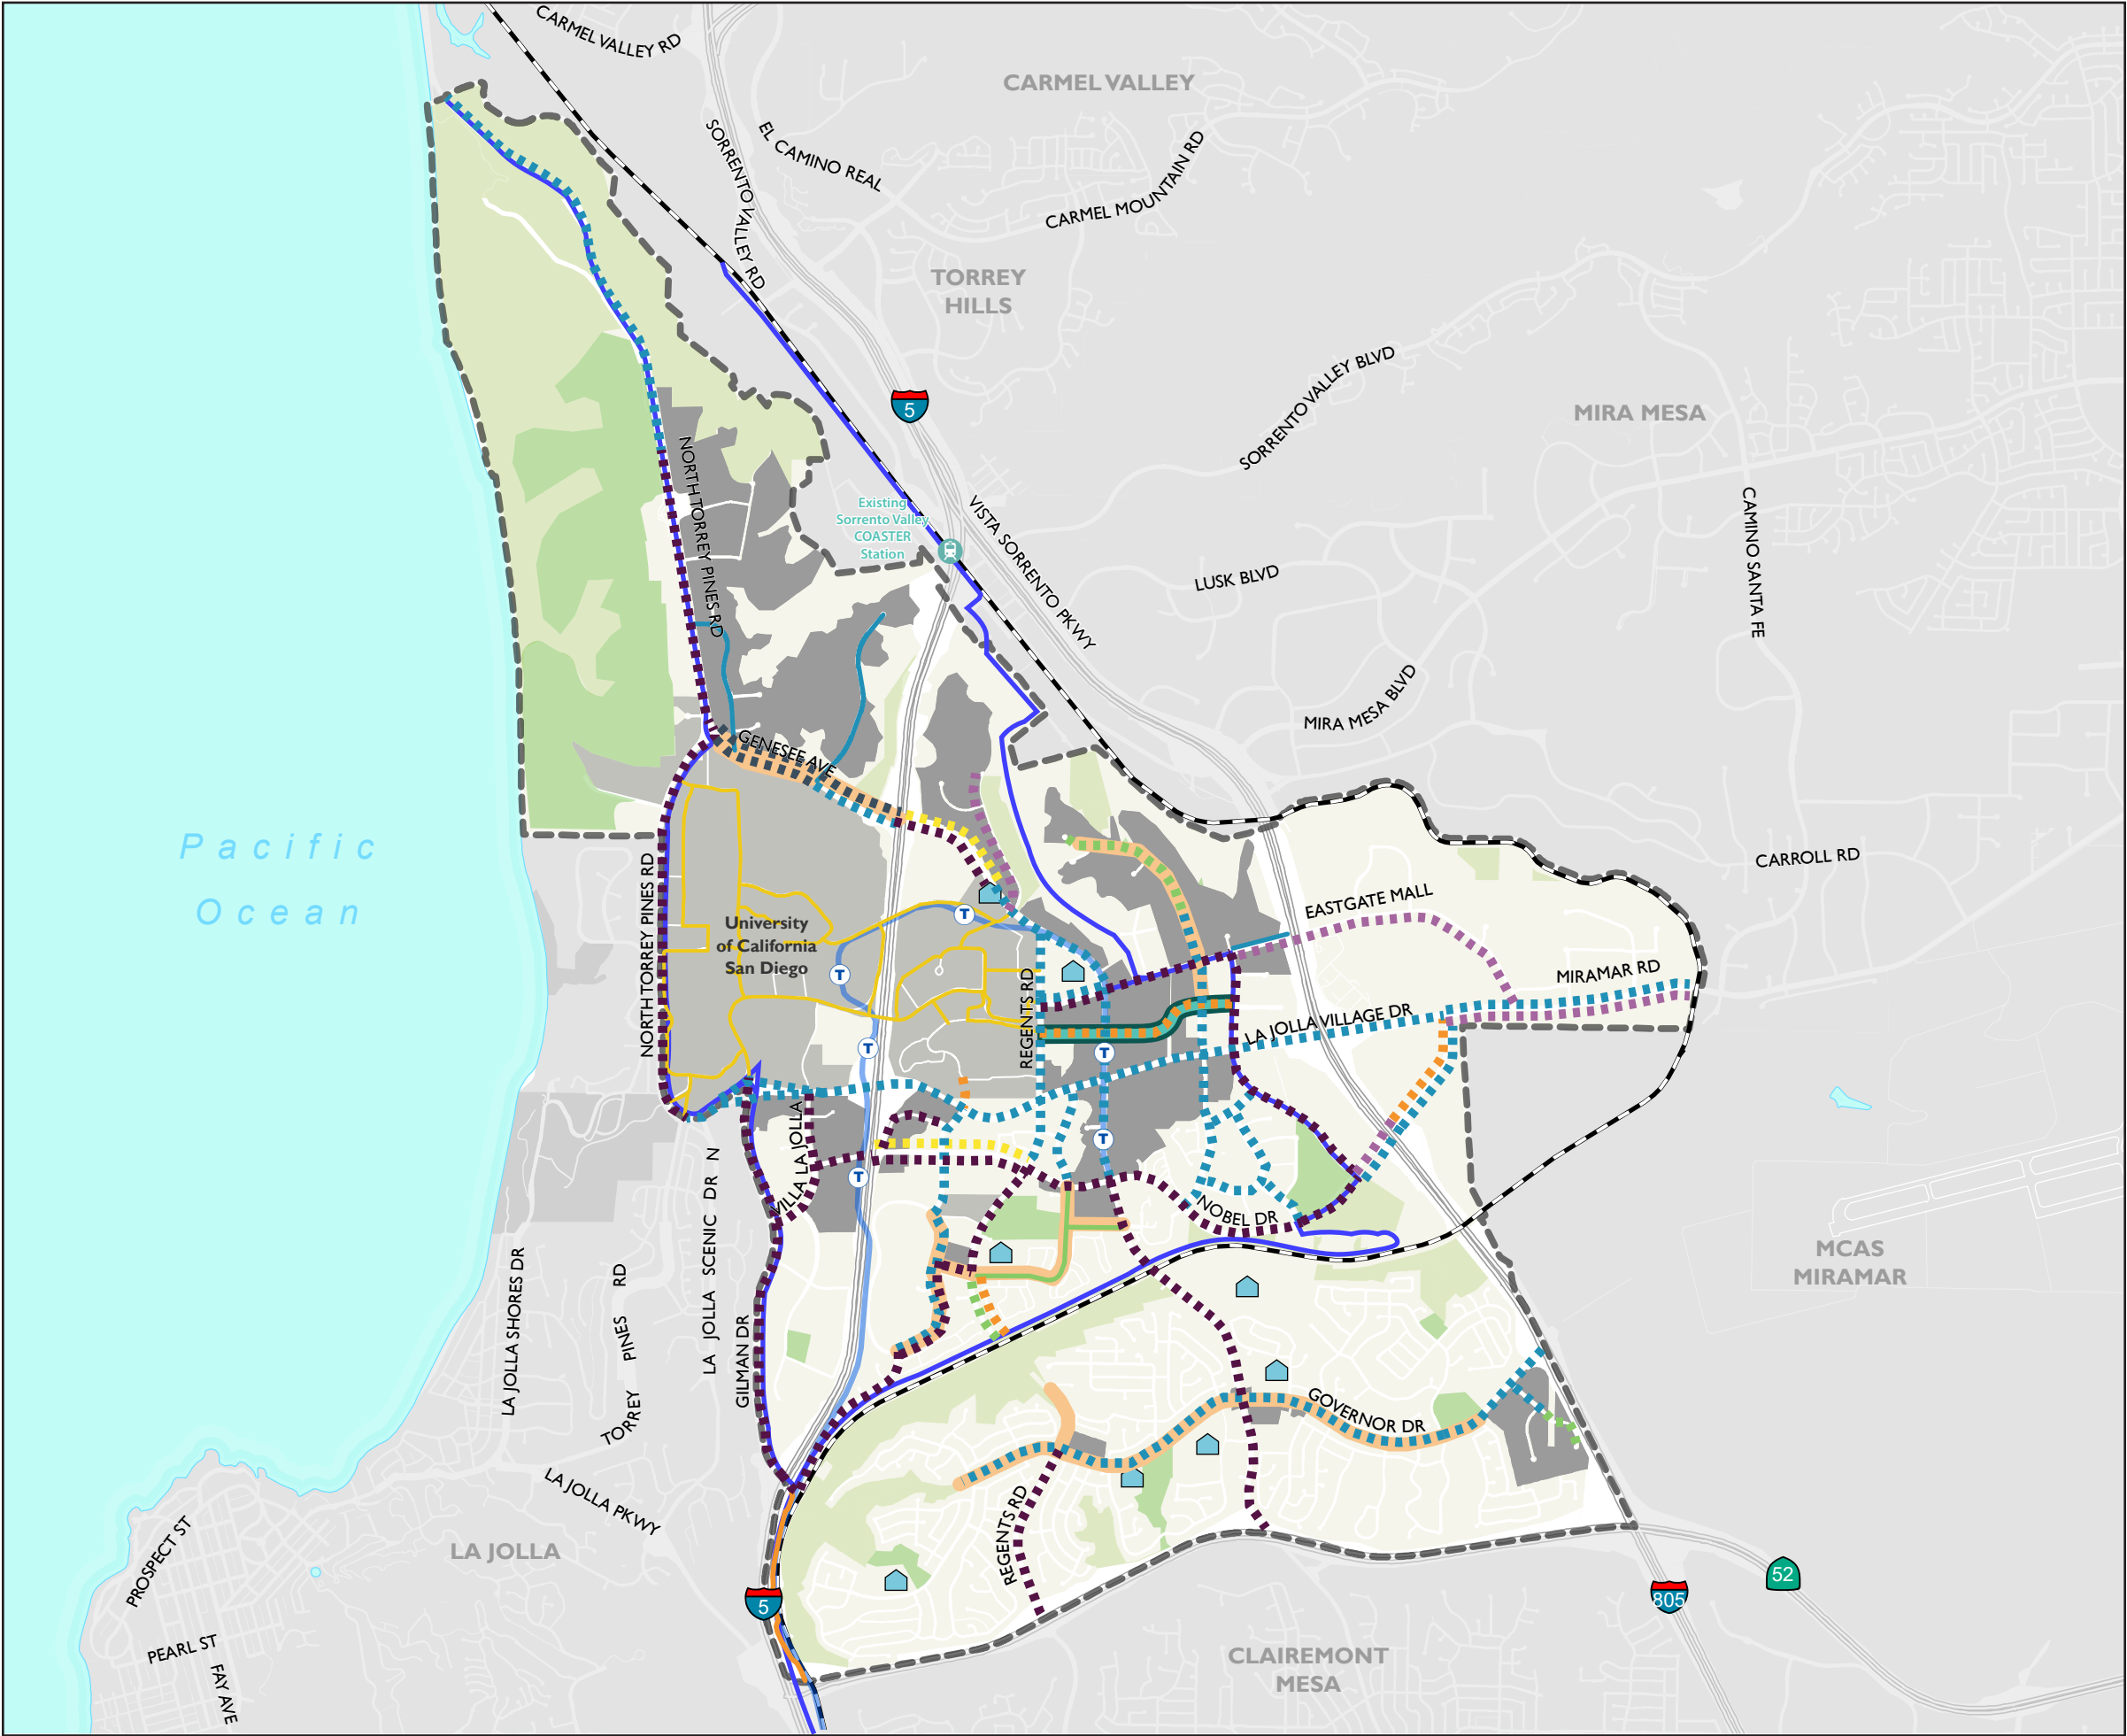 CARMEL VALLEY RD
CARMEL VALLEY
SORRENTO VALLEY RD
EL CAMINO REAL
CARMEL MOUNTAIN RD
TORREY
HILLS
SORRENTO VALLEY BLVD
5
MIRA MESA
NORTH TORREY PINES RD
Existing
Sorrento Valley
COASTER
Station
VISTA SORRENTO PKWY
CAMINO SANTA FE
LUSK BLVD
MIRA MESA BLVD
GENESEE AVE
Pacific
Ocean
CARROLL RD
NORTH TORREY PINES RD
University
of California
San Diego
T
EASTGATE MALL
T
REGENTS RD
MIRAMAR RD
LA JOLLA VILLAGE DR
T
T
T
T
VILLA LA JOLLA
NOBEL DR
LA JOLLA SCENIC DR N
MCAS
MIRAMAR
LA JOLLA SHORES DR
TORREY PINES RD
GILMAN DR
GOVERNOR DR
LA JOLLA PKWY
REGENTS RD
PROSPECT ST
LA JOLLA
52
5
805
PEARL ST
FAY AVE
CLAIREMONT
MESA